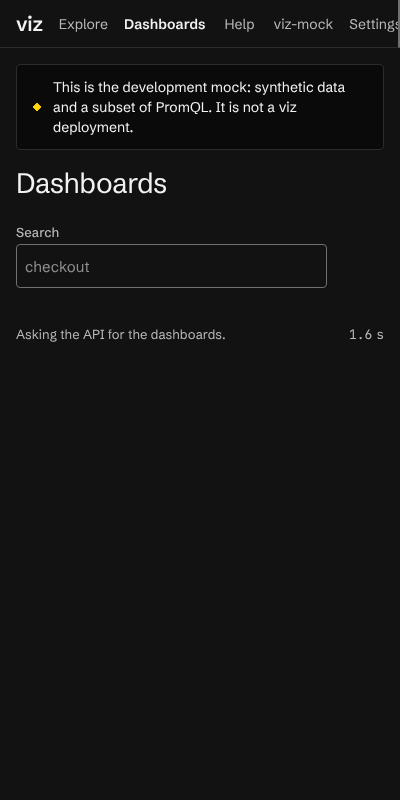 viz Explore Dashboards Help viz-mock Settings
This is the development mock: synthetic data
and a subset of PromQL. It is not a viz
deployment.
Dashboards
Search
checkout
Asking the API for the dashboards. 1.6 s